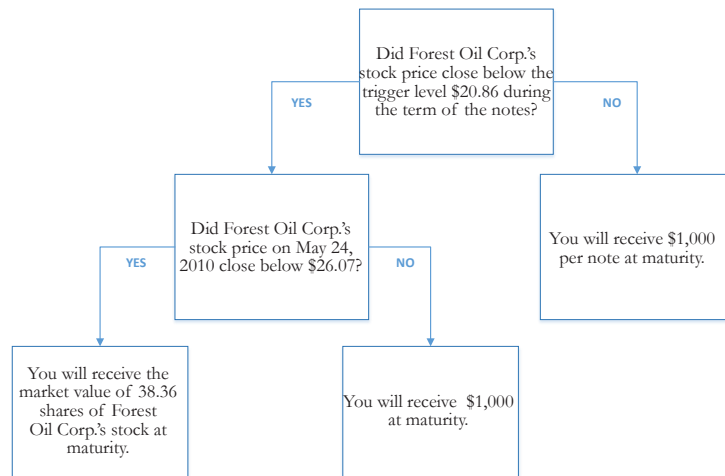 Did Forest Oil Corp.'s
stock price close below the
trigger level $20.86 during
the term of the notes?
YES
NO
Did Forest Oil Corp.'s
stock price on May 24,
2010 close below $26.07?
You will receive $1,000
per note at maturity.
YES
NO
You will receive the
market value of 38.36
shares of Forest
Oil Corp.'s stock at
maturity.
You will receive $1,000
at maturity.